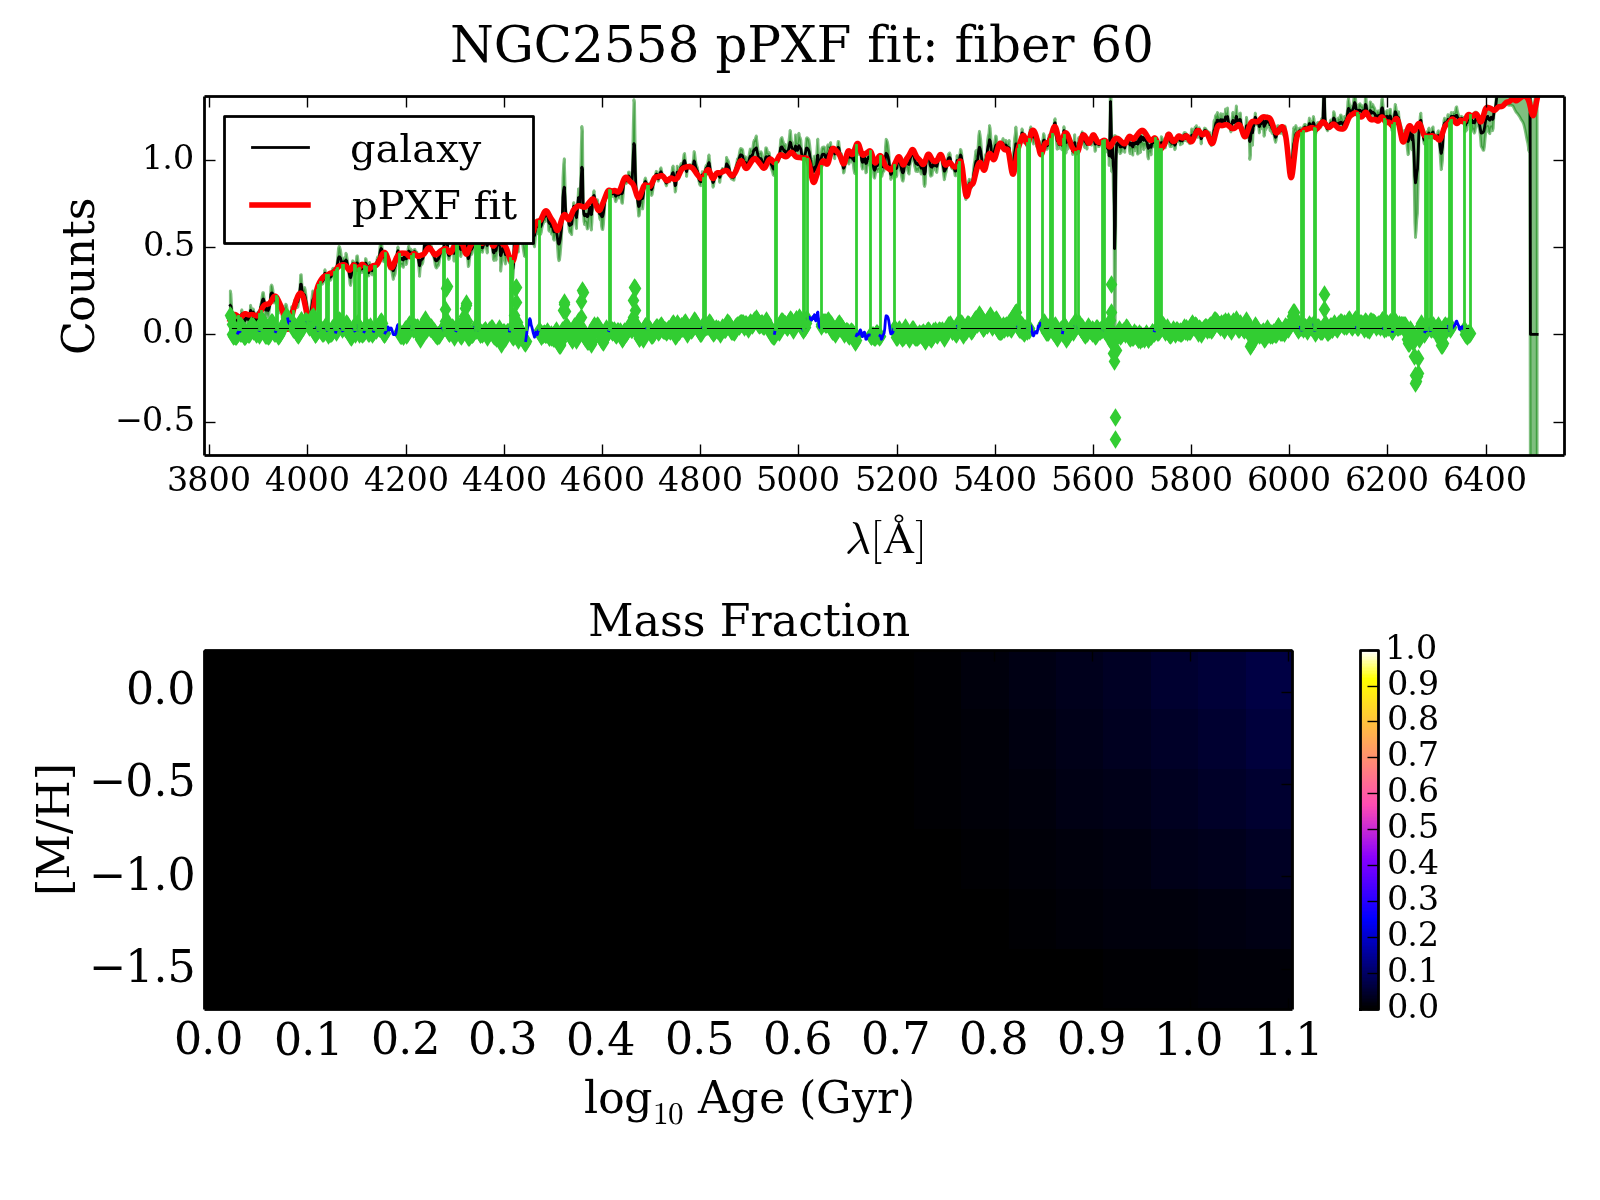 NGC2558 pPXF fit: fiber 60
galaxy
pPXF fit
Counts
1.0
0.5
0.0
−0.5
3800 4000 4200 4400 4600 4800 5000 5200 5400 5600 5800 6000 6200 6400
λ[Å]
Mass Fraction
[M/H]
0.0
−0.5
−1.0
−1.5
0.0 0.1 0.2 0.3 0.4 0.5 0.6 0.7 0.8 0.9 1.0 1.1
log₁₀ Age (Gyr)
1.0
0.9
0.8
0.7
0.6
0.5
0.4
0.3
0.2
0.1
0.0